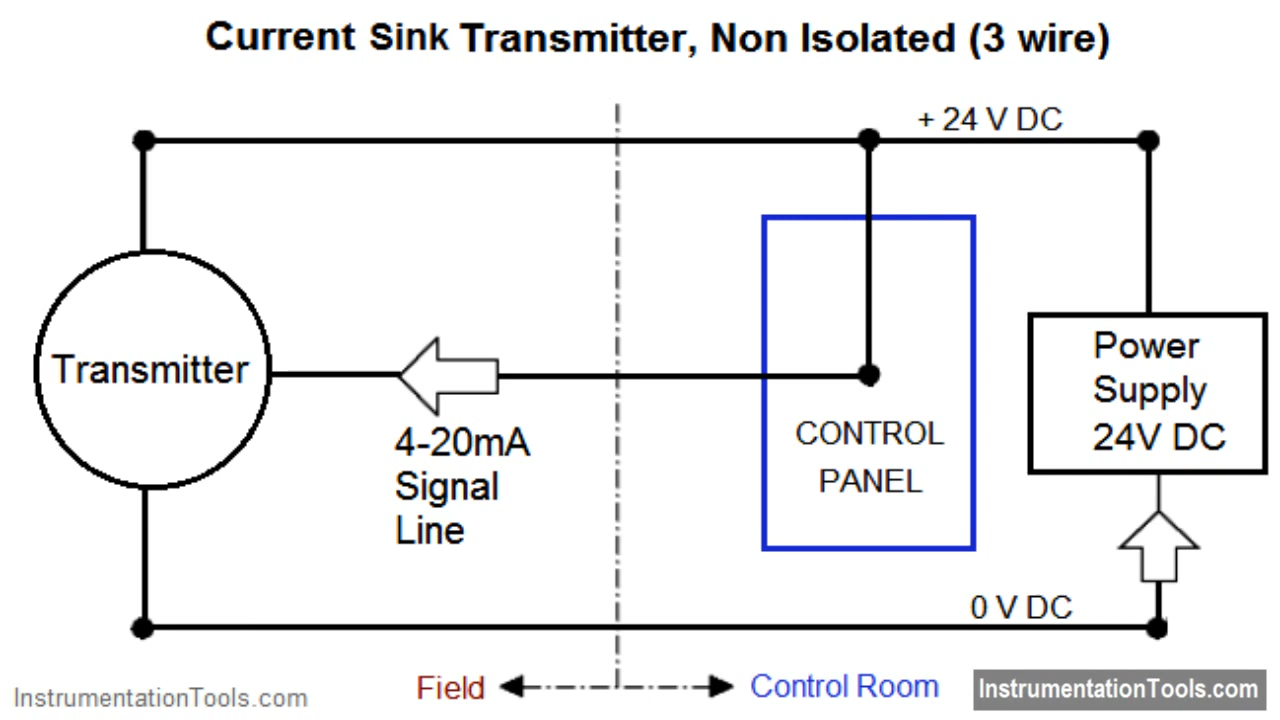 Current Sink Transmitter, Non Isolated (3 wire)
+ 24 V DC
Transmitter
4-20mA
Signal
Line
CONTROL
PANEL
Power
Supply
24V DC
0 V DC
Field
Control Room
InstrumentationTools.com
InstrumentationTools.com